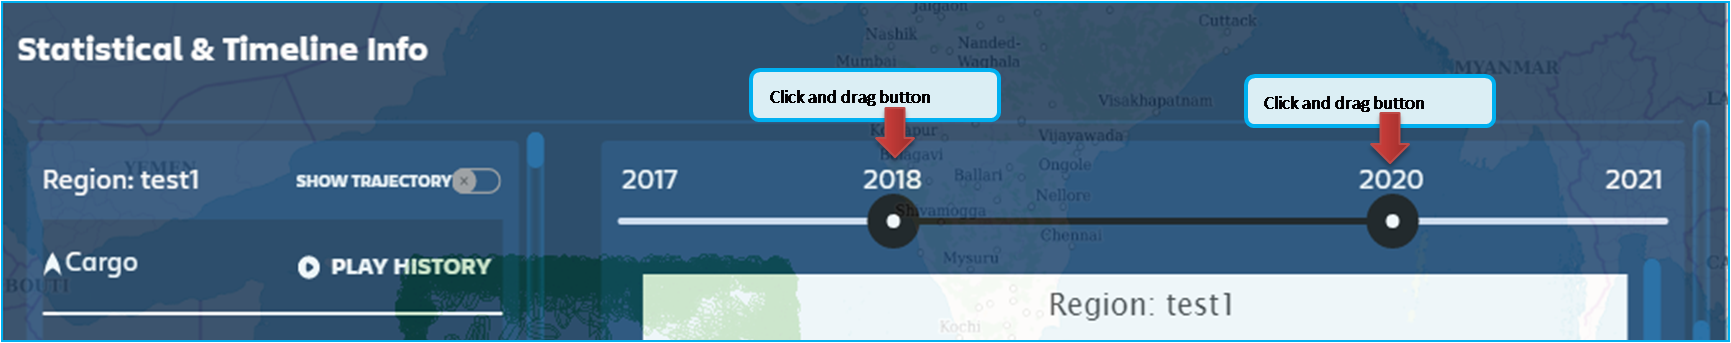 Jalgaon
Cuttack
Nashik
Nanded-
Waghala
Statistical & Timeline Info
Mumbai
MYANMAR
Click and drag button
Click and drag button
Visakhapatnam
Vijayawada
Belagavi
YEMEN
Region: test1
SHOW TRAJECTORY
2017
2018
Ballari
Ongole
2020
2021
Nellore
Shivamogga
Chennai
Cargo
PLAY HISTORY
Mysuru
BOUTI
Region: test1
Kochi